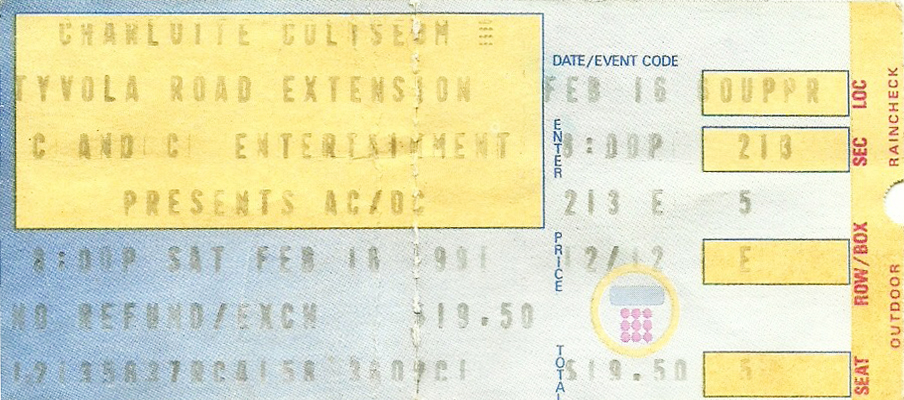 CHARLOTTE COLISEUM
TYVOLA ROAD EXTENSION
C AND C ENTERTAINMENT
PRESENTS AC/DC
8:00P SAT FEB 16 1991
NO REFUND/EXCH $19.50
DATE/EVENT CODE
FEB 16 UPPR
ENTER
8:00P 213
213 E 5
PRICE
12/12 E
TOTAL
$19.50 5
LOC
SEC
ROW/BOX
SEAT
RAINCHECK
OUTDOOR